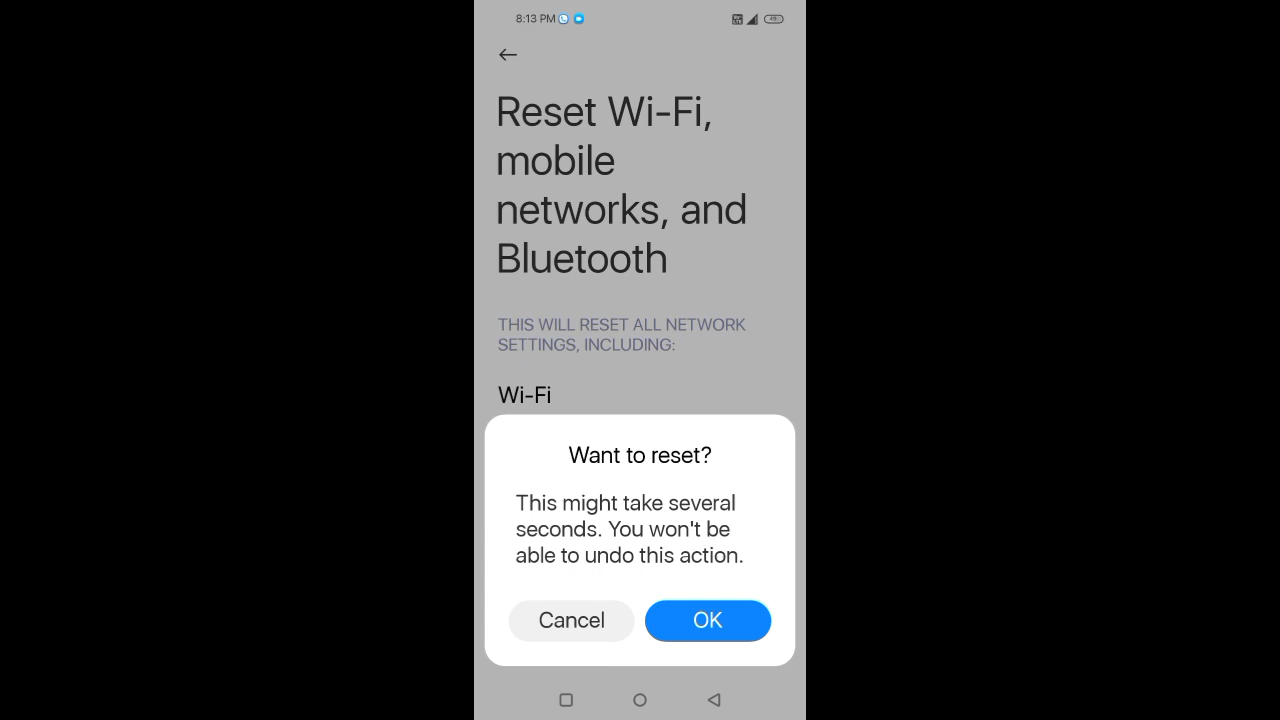 8:13 PM
Reset Wi-Fi,
mobile
networks, and
Bluetooth
THIS WILL RESET ALL NETWORK
SETTINGS, INCLUDING:
Wi-Fi
Want to reset?
This might take several
seconds. You won't be
able to undo this action.
Cancel OK